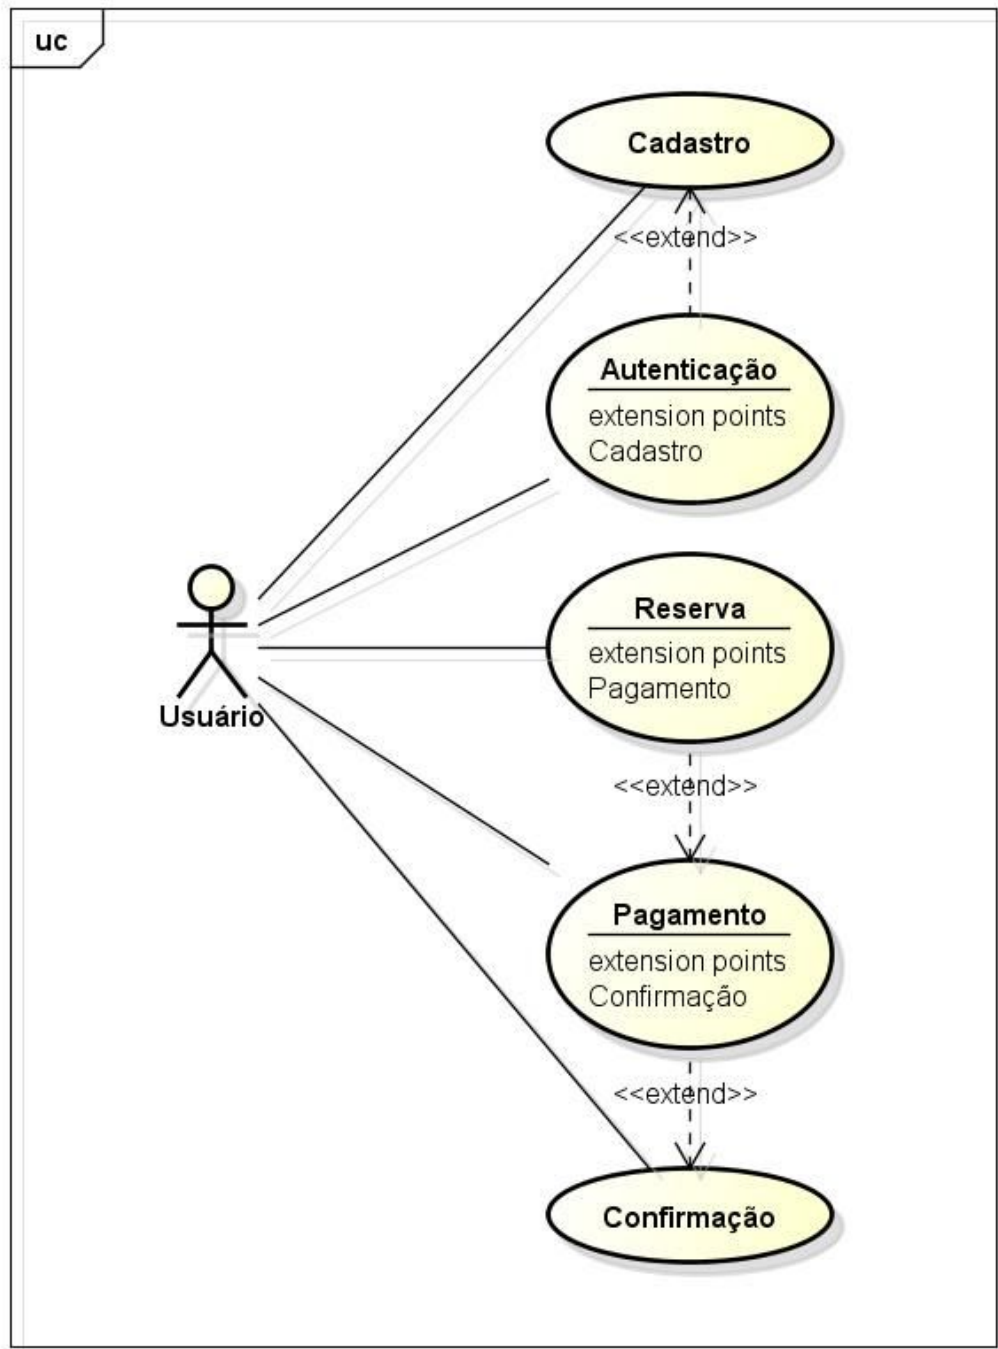 uc
Cadastro
<<extend>>
Autenticação
extension points
Cadastro
Reserva
extension points
Pagamento
Usuário
<<extend>>
Pagamento
extension points
Confirmação
<<extend>>
Confirmação